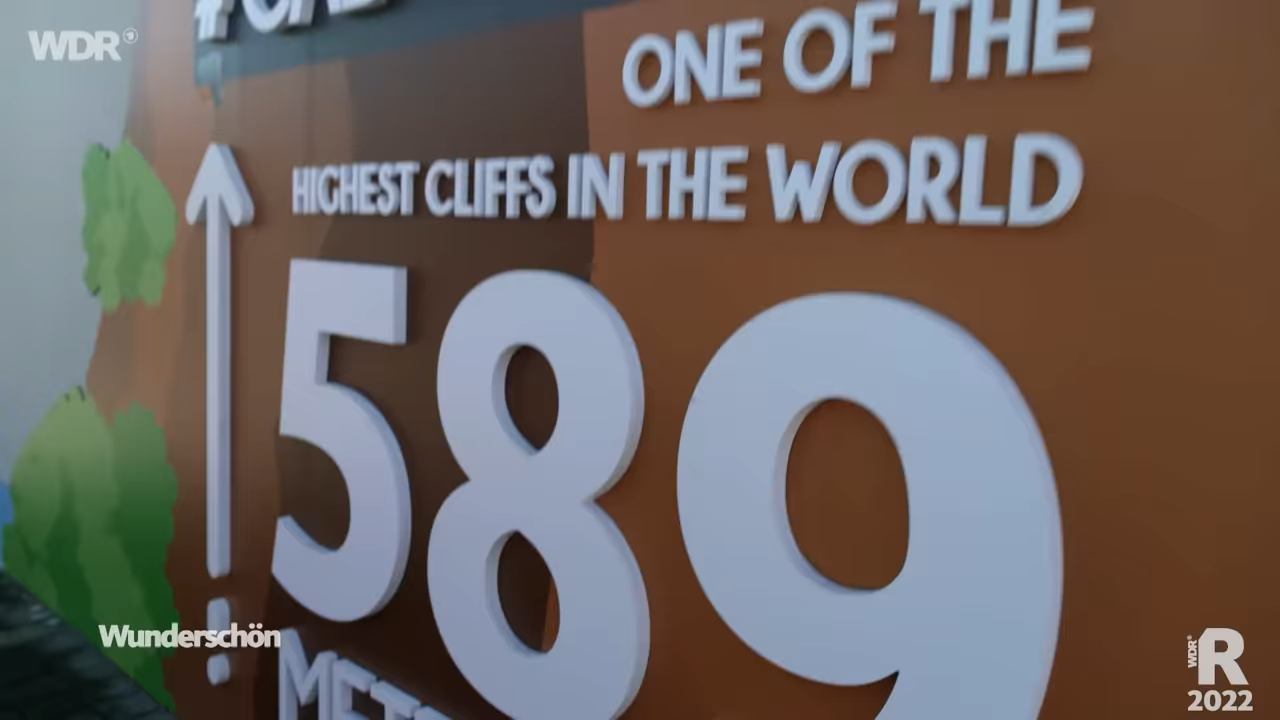 WDR
ONE OF THE
HIGHEST CLIFFS IN THE WORLD
589
Wunderschön
WDR R
2022